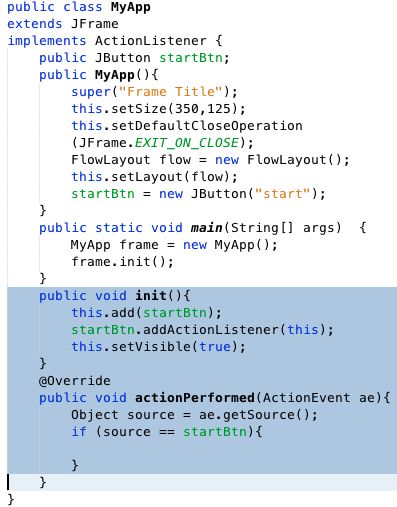 public class MyApp
extends JFrame
implements ActionListener {
    public JButton startBtn;
    public MyApp(){
        super("Frame Title");
        this.setSize(350,125);
        this.setDefaultCloseOperation
        (JFrame.EXIT_ON_CLOSE);
        FlowLayout flow = new FlowLayout();
        this.setLayout(flow);
        startBtn = new JButton("start");
    }
    public static void main(String[] args)  {
        MyApp frame = new MyApp();
        frame.init();
    }
    public void init(){
        this.add(startBtn);
        startBtn.addActionListener(this);
        this.setVisible(true);
    }
    @Override
    public void actionPerformed(ActionEvent ae){
        Object source = ae.getSource();
        if (source == startBtn){

        }
    }
}